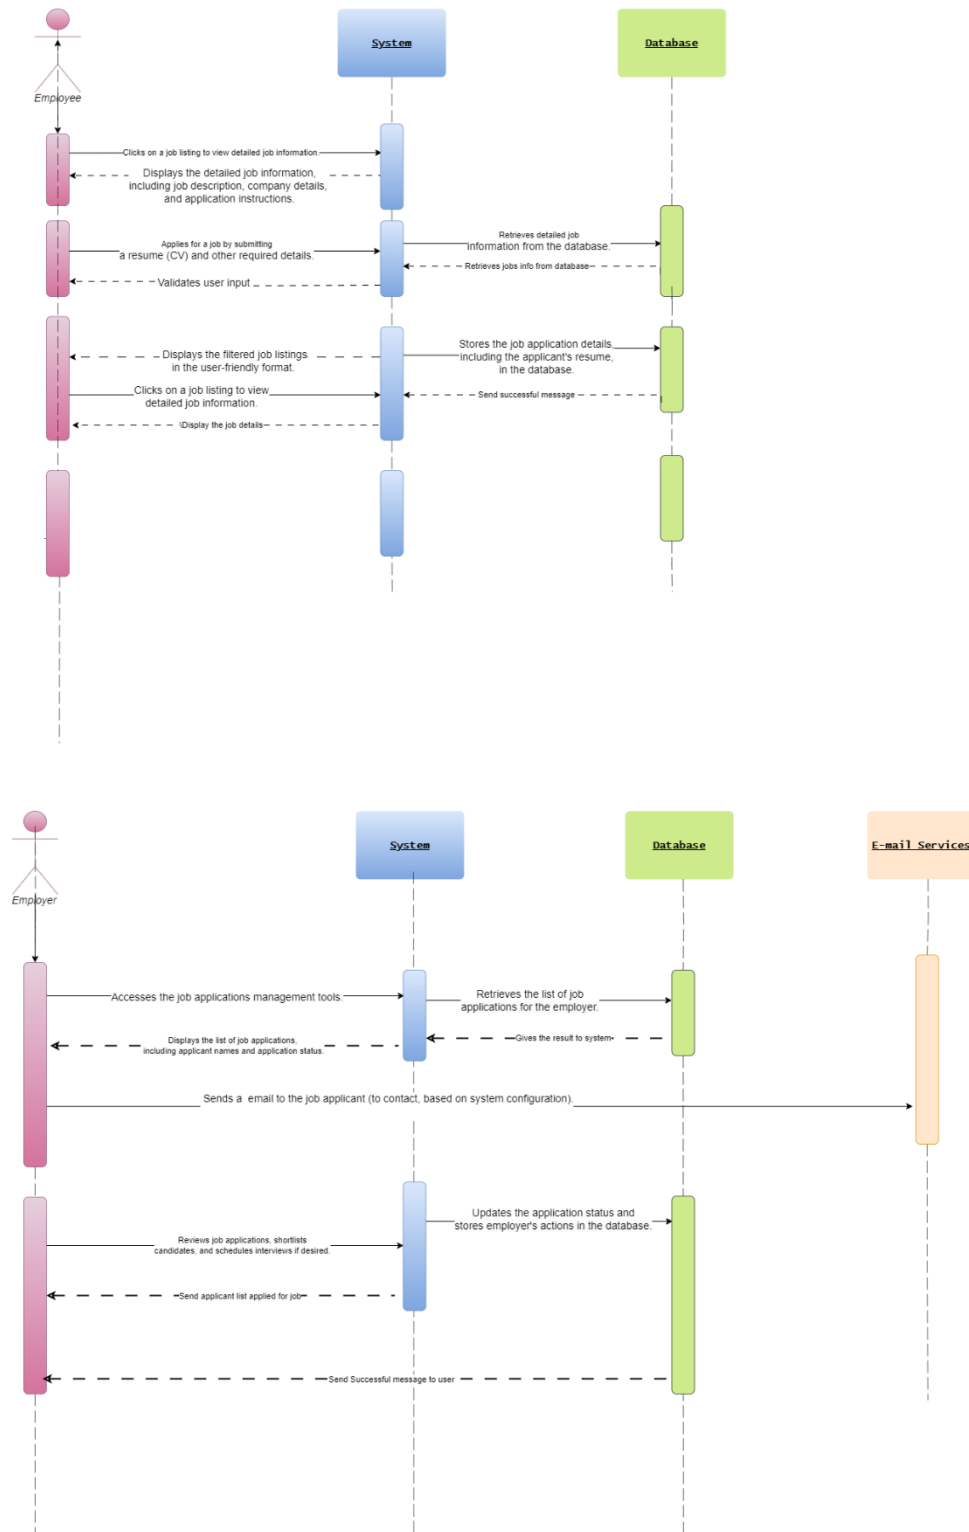 System
Database
Employee
Clicks on a job listing to view detailed job information.
Displays the detailed job information,
including job description, company details,
and application instructions.
Retrieves detailed job
information from the database.
Applies for a job by submitting
a resume (CV) and other required details.
Retrieves jobs info from database
Validates user input
Stores the job application details,
including the applicant's resume,
in the database.
Displays the filtered job listings
in the user-friendly format.
Clicks on a job listing to view
detailed job information.
Send successful message
\Display the job details
System
Database
E-mail Services
Employer
Accesses the job applications management tools.
Retrieves the list of job
applications for the employer.
Displays the list of job applications,
including applicant names and application status.
Gives the result to system
Sends a  email to the job applicant (to contact, based on system configuration).
Updates the application status and
stores employer's actions in the database.
Reviews job applications, shortlists
candidates, and schedules interviews if desired.
Send applicant list applied for job
Send Successful message to user